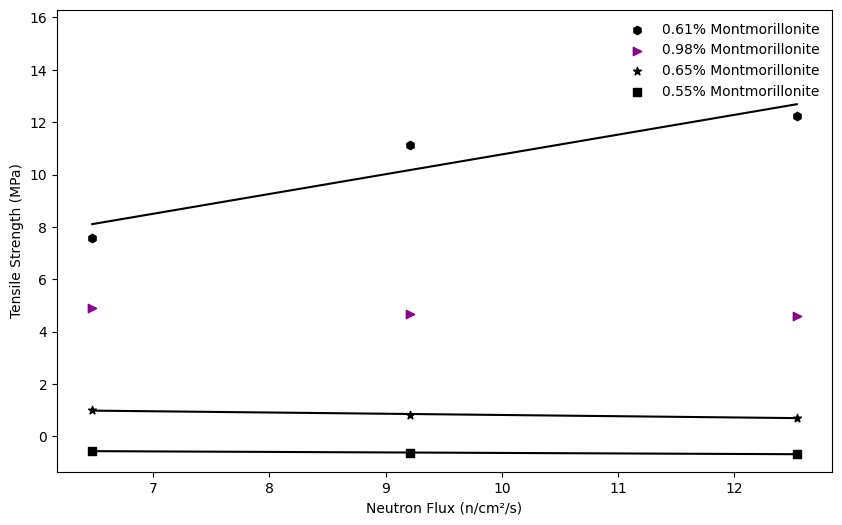 16
14
12
10
8
6
4
2
0
Tensile Strength (MPa)
0.61% Montmorillonite
0.98% Montmorillonite
0.65% Montmorillonite
0.55% Montmorillonite
7 8 9 10 11 12
Neutron Flux (n/cm²/s)